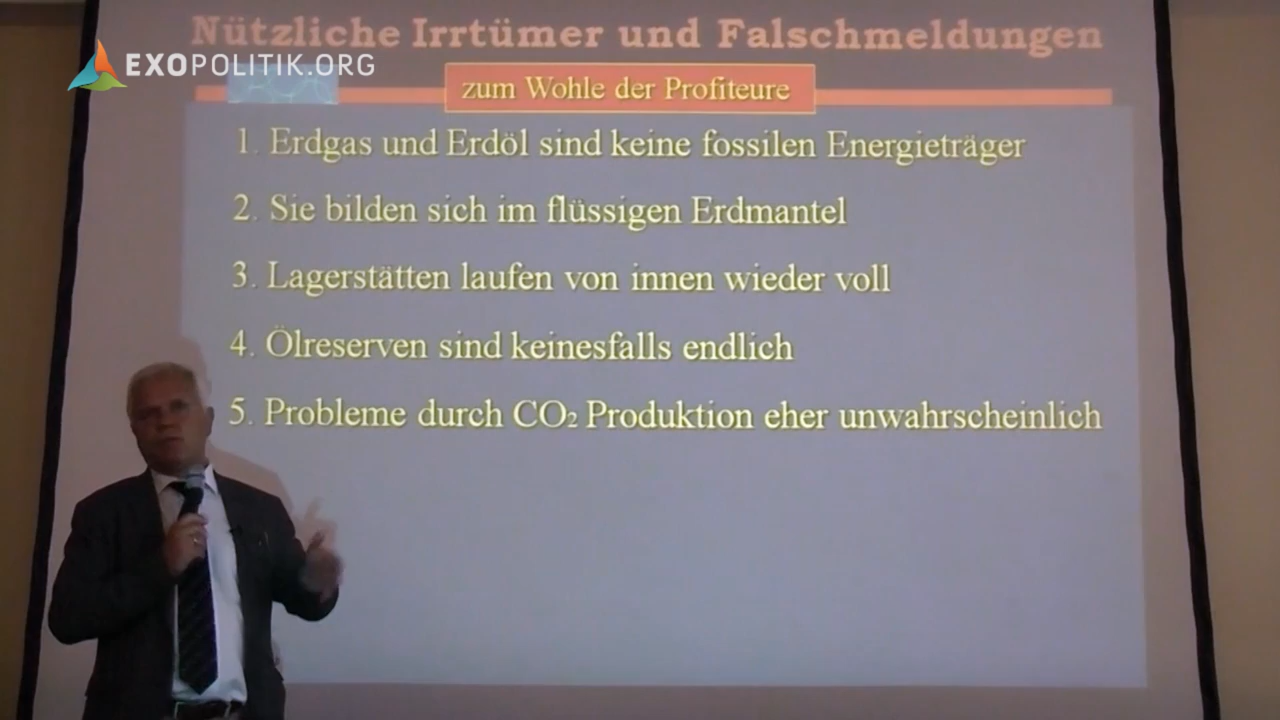 Nützliche Irrtümer und Falschmeldungen
EXOPOLITIK.ORG
zum Wohle der Profiteure
1. Erdgas und Erdöl sind keine fossilen Energieträger
2. Sie bilden sich im flüssigen Erdmantel
3. Lagerstätten laufen von innen wieder voll
4. Ölreserven sind keinesfalls endlich
5. Probleme durch CO₂ Produktion eher unwahrscheinlich